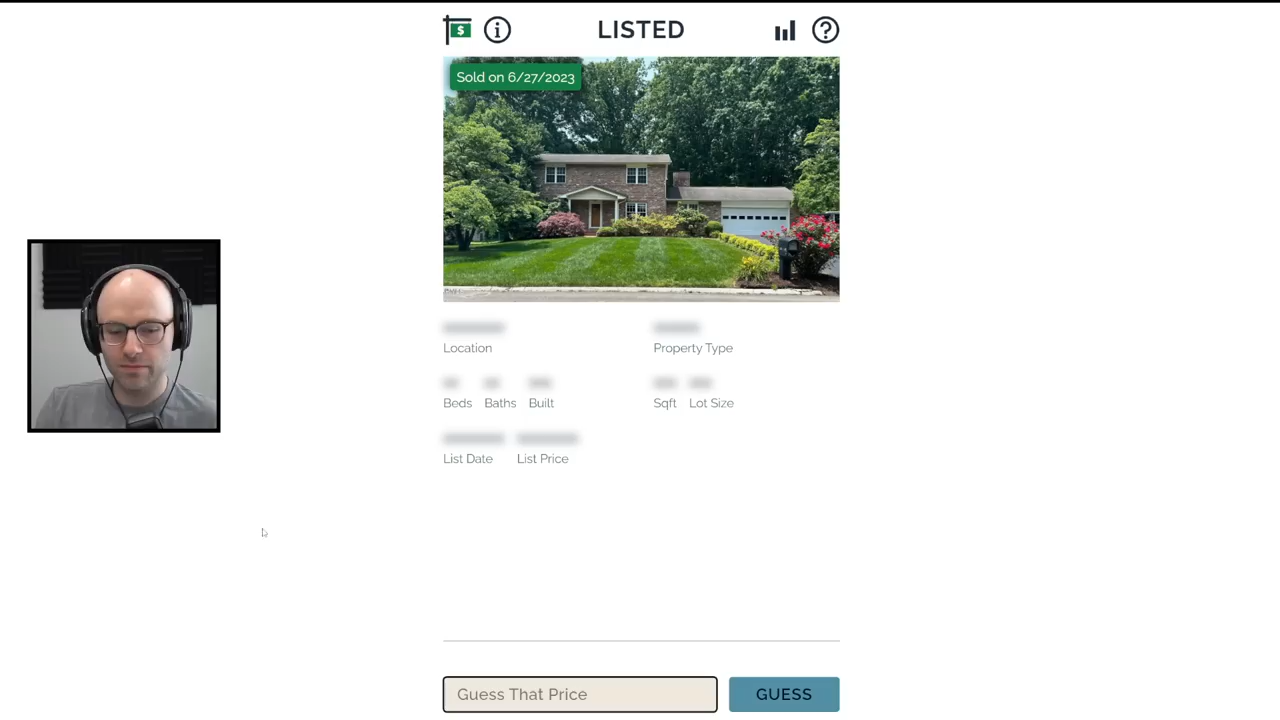 LISTED
Sold on 6/27/2023
Location
Property Type
Beds Baths Built
Sqft Lot Size
List Date List Price
Guess That Price
GUESS